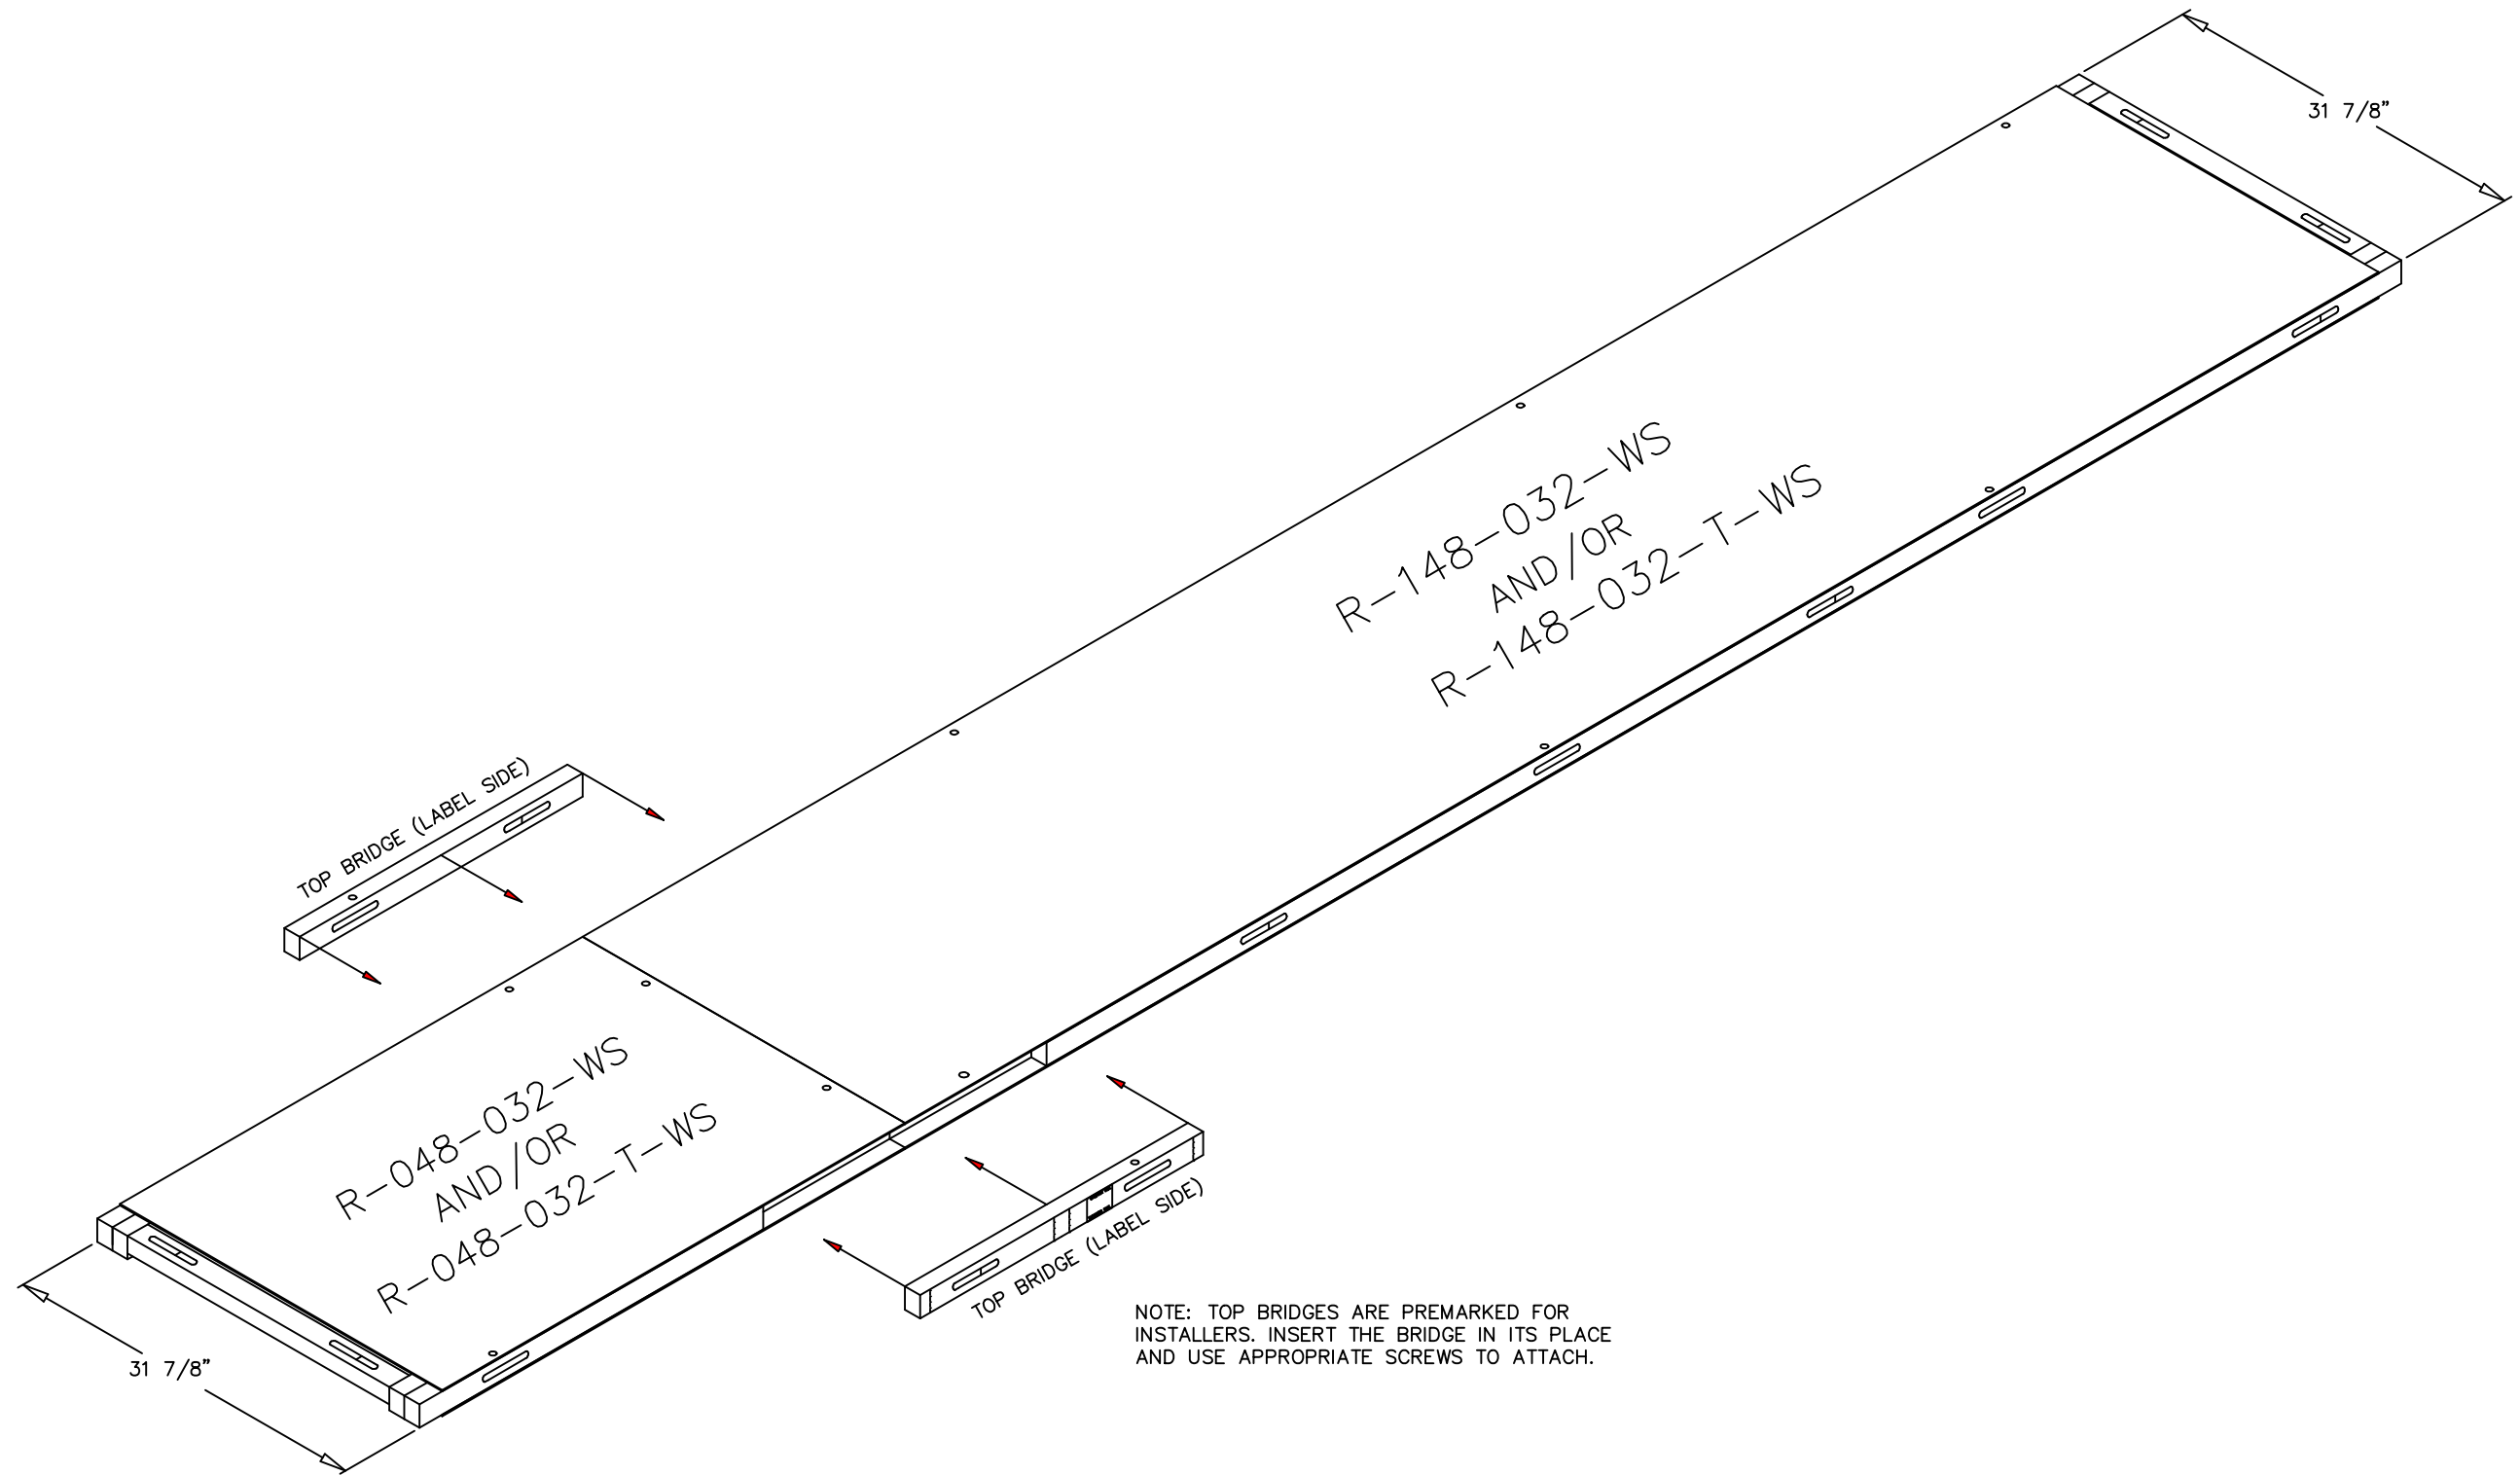 31 7/8"
R-148-032-WS
AND/OR
R-148-032-T-WS
TOP BRIDGE (LABEL SIDE)
R-048-032-WS
AND/OR
R-048-032-T-WS
TOP BRIDGE (LABEL SIDE)
NOTE: TOP BRIDGES ARE PREMARKED FOR
INSTALLERS. INSERT THE BRIDGE IN ITS PLACE
AND USE APPROPRIATE SCREWS TO ATTACH.
31 7/8"